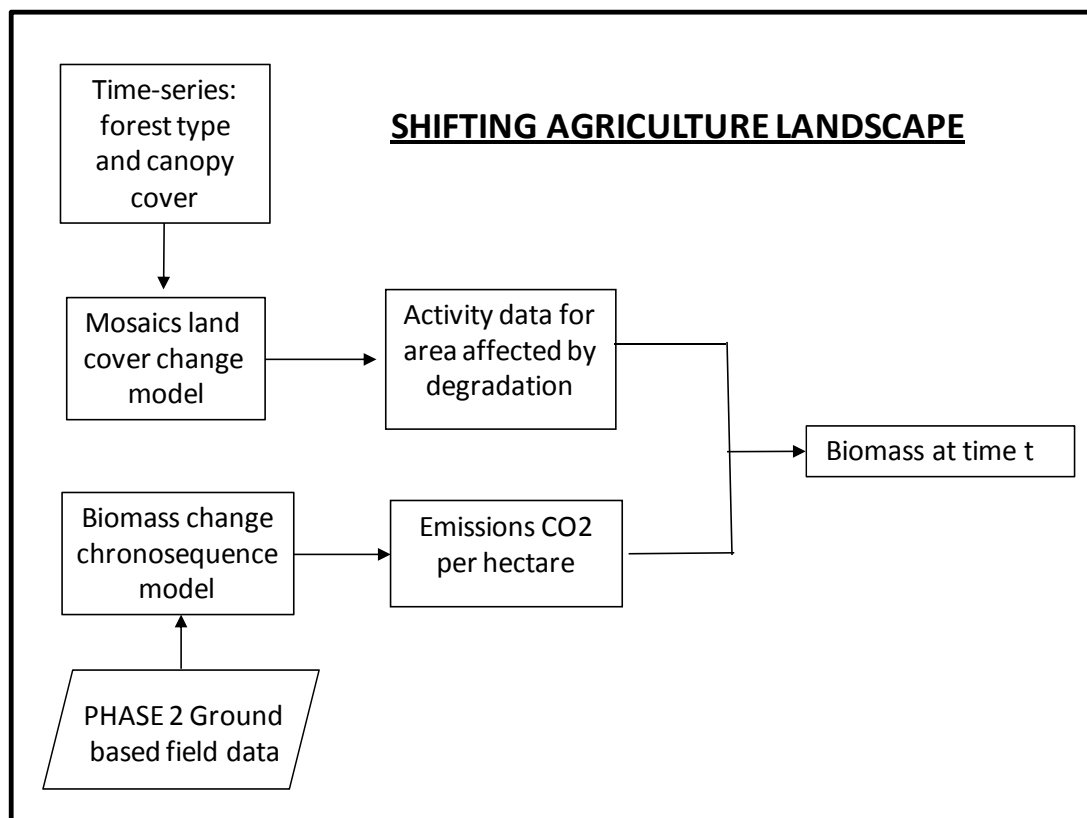 Time-series:
forest type
and canopy
cover
SHIFTING AGRICULTURE LANDSCAPE
Mosaics land
cover change
model
Activity data for
area affected by
degradation
Biomass at time t
Biomass change
chronosequence
model
Emissions CO2
per hectare
PHASE 2 Ground
based field data